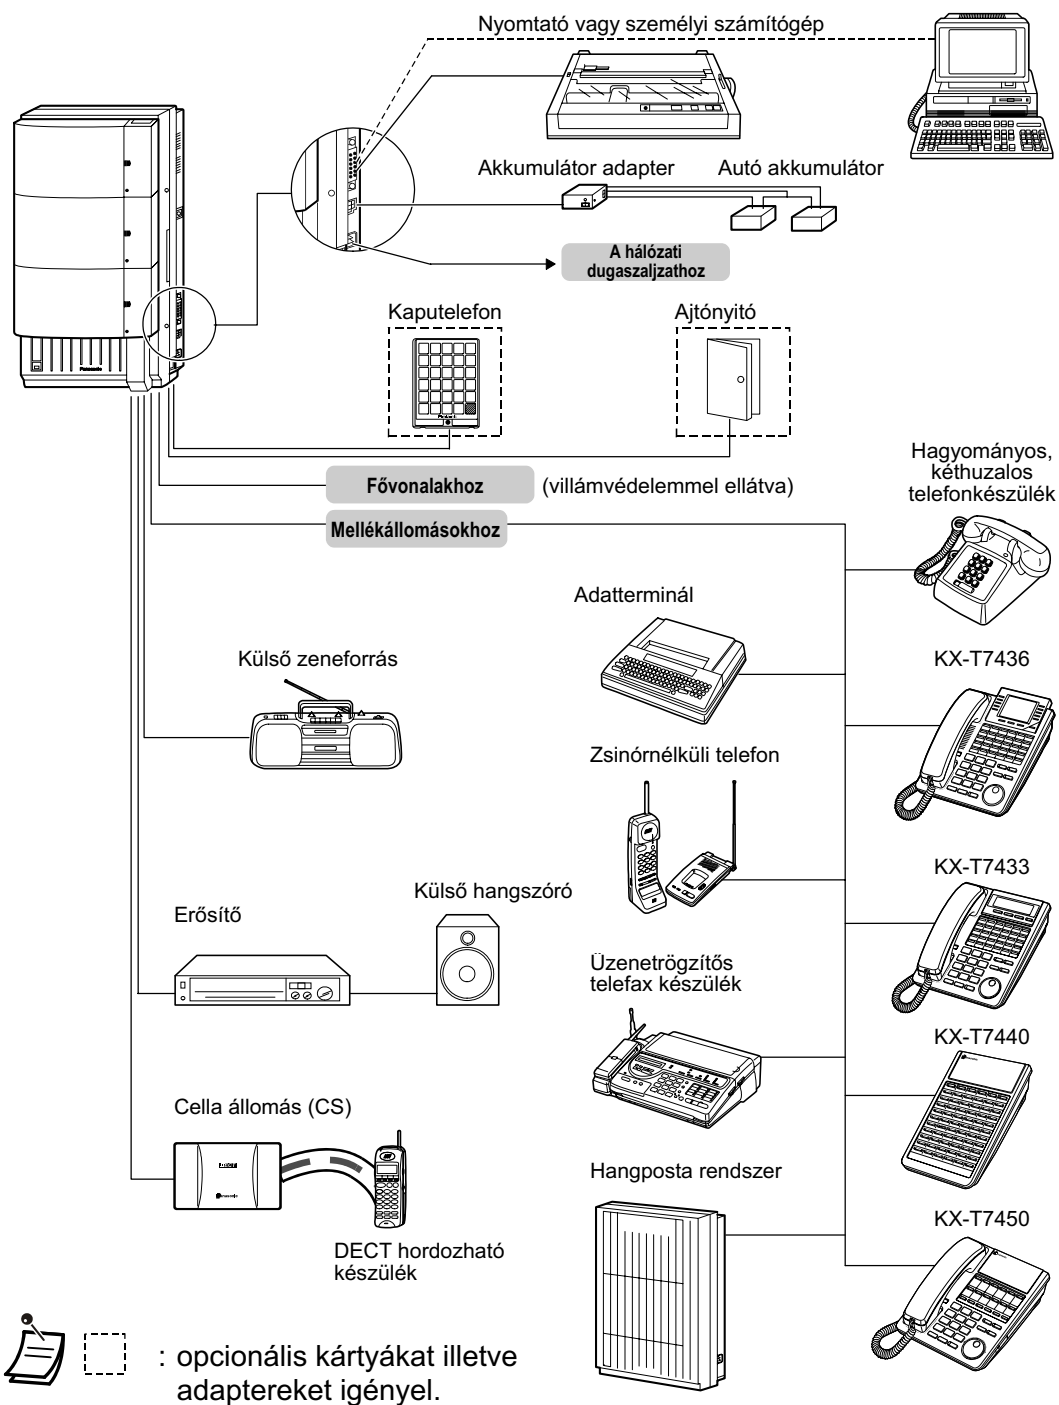 Nyomtató vagy személyi számítógép
Akkumulátor adapter
Autó akkumulátor
A hálózati
dugaszaljzathoz
Kaputelefon
Ajtónyitó
Panasonic
Fővonalakhoz
(villámvédelemmel ellátva)
Mellékállomásokhoz
Hagyományos,
kéthuzalos
telefonkészülék
Adatterminál
KX-T7436
Külső zeneforrás
Zsinórnélküli telefon
KX-T7433
Külső hangszóró
Erősítő
Üzenetrögzítős
telefax készülék
KX-T7440
Cella állomás (CS)
Hangposta rendszer
KX-T7450
DECT hordozható
készülék
: opcionális kártyákat illetve
adaptereket igényel.